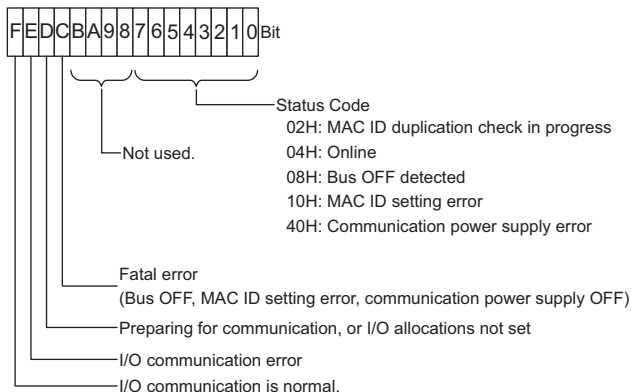 FEDCBA9876543210 Bit
Status Code
02H: MAC ID duplication check in progress
04H: Online
08H: Bus OFF detected
10H: MAC ID setting error
40H: Communication power supply error
Not used.
Fatal error
(Bus OFF, MAC ID setting error, communication power supply OFF)
Preparing for communication, or I/O allocations not set
I/O communication error
I/O communication is normal.